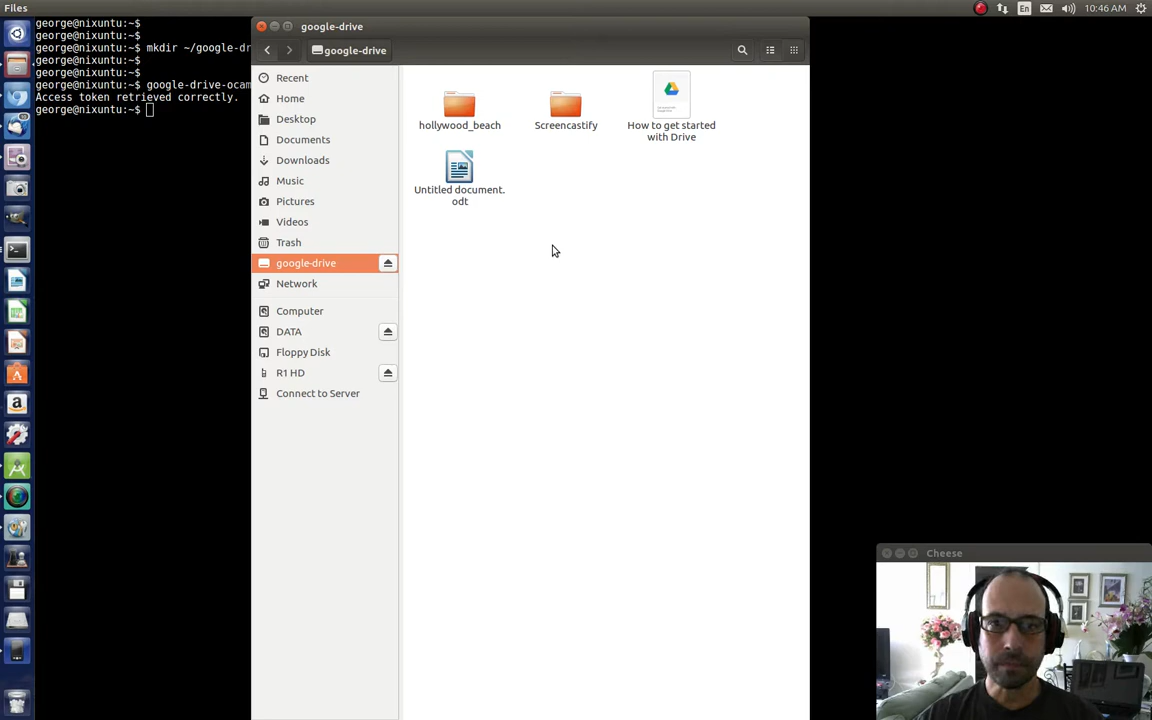 Files
En
10:46 AM
george@nixuntu:~$
george@nixuntu:~$
george@nixuntu:~$ mkdir ~/google-dr
george@nixuntu:~$
george@nixuntu:~$
george@nixuntu:~$ google-drive-ocam
Access token retrieved correctly.
george@nixuntu:~$
google-drive
google-drive
Recent
Home
Desktop
Documents
Downloads
Music
Pictures
Videos
Trash
google-drive
Network
Computer
DATA
Floppy Disk
R1 HD
Connect to Server
hollywood_beach
Screencastify
How to get started
with Drive
Untitled document.
odt
Cheese